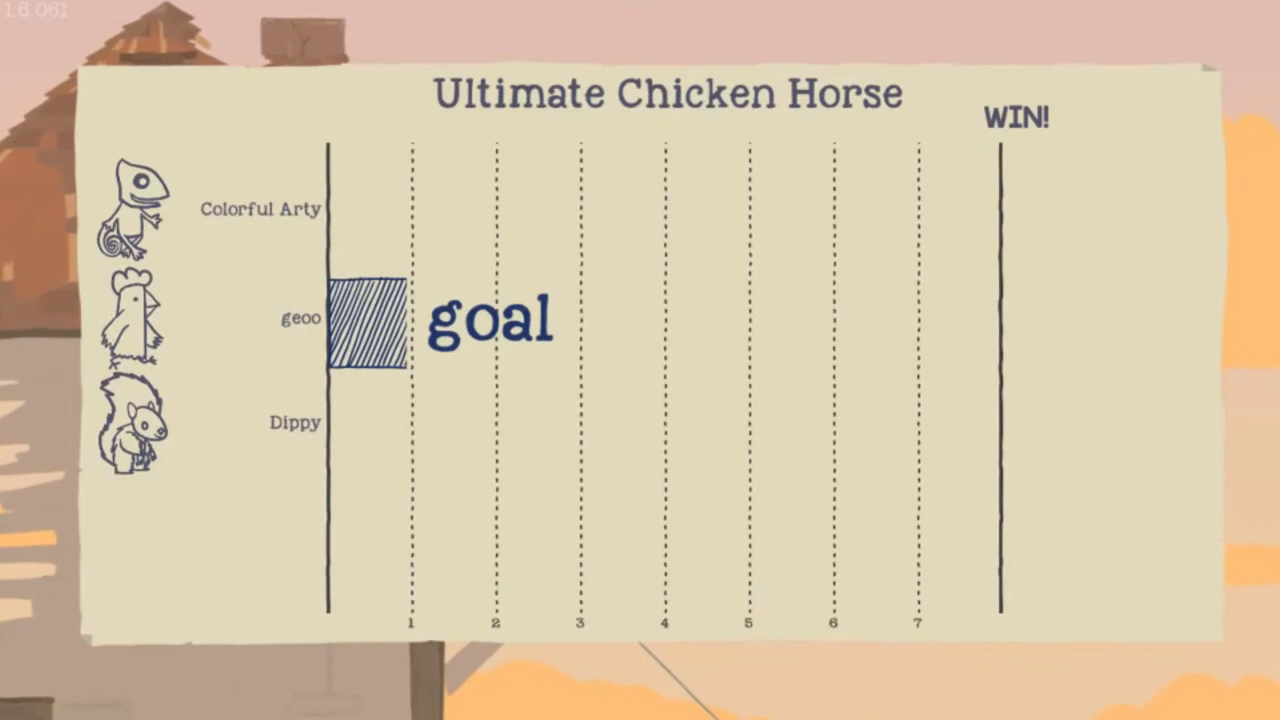 1.6.061
Ultimate Chicken Horse
WIN!
Colorful Arty
geoo
goal
Dippy
1 2 3 4 5 6 7